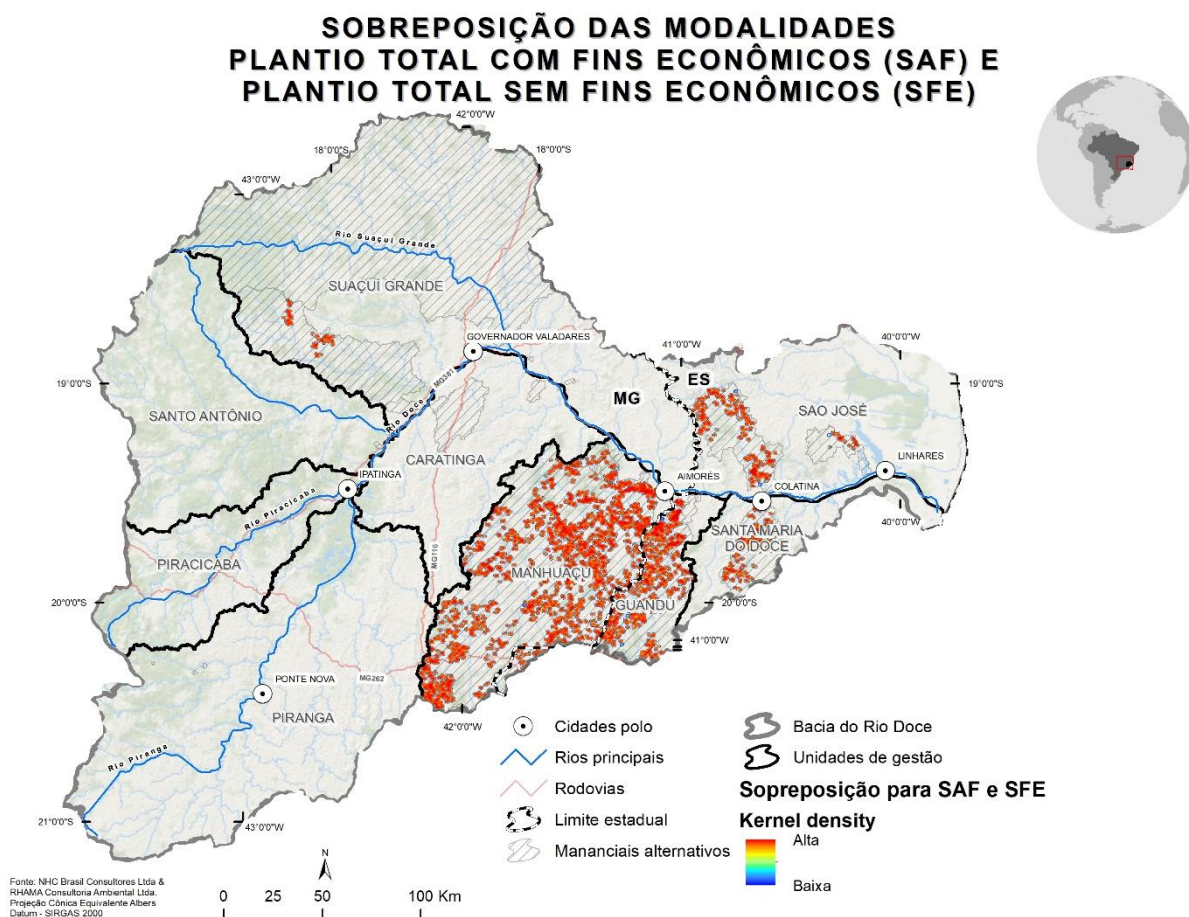 SOBREPOSIÇÃO DAS MODALIDADES
PLANTIO TOTAL COM FINS ECONÔMICOS (SAF) E
PLANTIO TOTAL SEM FINS ECONÔMICOS (SFE)
42°0'0"W
18°0'0"S
18°0'0"S
43°0'0"W
Rio Suaçuí Grande
SUAÇUÍ GRANDE
GOVERNADOR VALADARES
41°0'0"W
40°0'0"W
19°0'0"S
19°0'0"S
MG381
ES
MG
SANTO ANTÔNIO
Rio Doce
SAO JOSÉ
CARATINGA
LINHARES
IPATINGA
AIMORÉS
COLATINA
Rio Piracicaba
40°0'0"W
SANTA MARIA
DO DOCE
PIRACICABA
MG116
MANHUAÇU
GUANDU
20°0'0"S
20°0'0"S
41°0'0"W
MG262
PONTE NOVA
PIRANGA
42°0'0"W
Rio Piranga
21°0'0"S
43°0'0"W
Cidades polo
Rios principais
Rodovias
Limite estadual
Mananciais alternativos
Bacia do Rio Doce
Unidades de gestão
Sopreposição para SAF e SFE
Kernel density
Alta
Baixa
N
0 25 50 100 Km
Fonte: NHC Brasil Consultores Ltda &
RHAMA Consultoria Ambiental Ltda.
Projeção Cônica Equivalente Albers
Datum - SIRGAS 2000